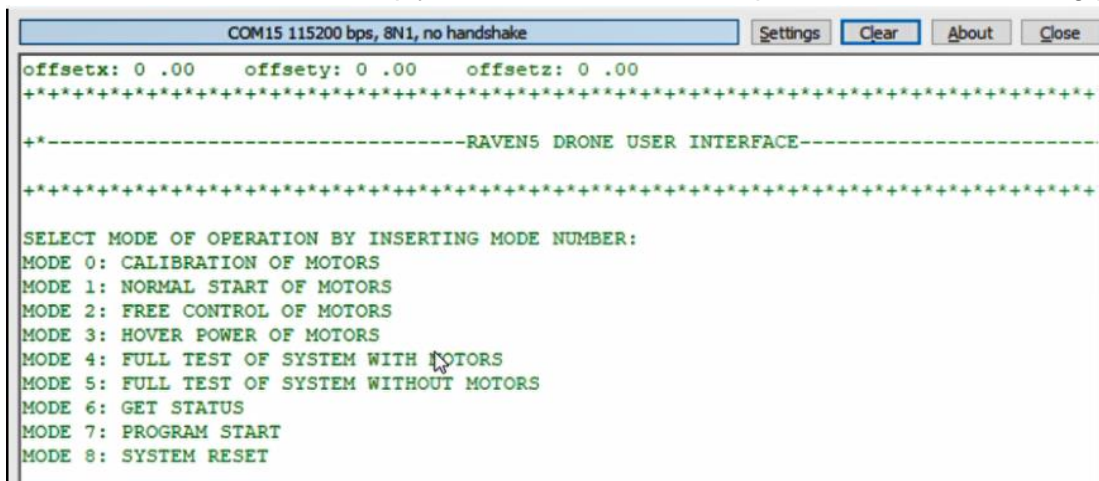 COM15 115200 bps, 8N1, no handshake Settings Clear About Close
offsetx: 0 .00 offsety: 0 .00 offsetz: 0 .00
+*+*+*+*+*+*+*+*+*+*+*++*+*+*+*+*+*+*+**+*+*+*+*+*+*+*+*+*+*+*+*+*+*+*+*+
+*----------------------------------RAVEN5 DRONE USER INTERFACE-------------------------
+*+*+*+*+*+*+*+*+*+*+*++*+*+*+*+*+*+*+**+*+*+*+*+*+*+*+*+*+*+*+*+*+*+*+*+
SELECT MODE OF OPERATION BY INSERTING MODE NUMBER:
MODE 0: CALIBRATION OF MOTORS
MODE 1: NORMAL START OF MOTORS
MODE 2: FREE CONTROL OF MOTORS
MODE 3: HOVER POWER OF MOTORS
MODE 4: FULL TEST OF SYSTEM WITH MOTORS
MODE 5: FULL TEST OF SYSTEM WITHOUT MOTORS
MODE 6: GET STATUS
MODE 7: PROGRAM START
MODE 8: SYSTEM RESET